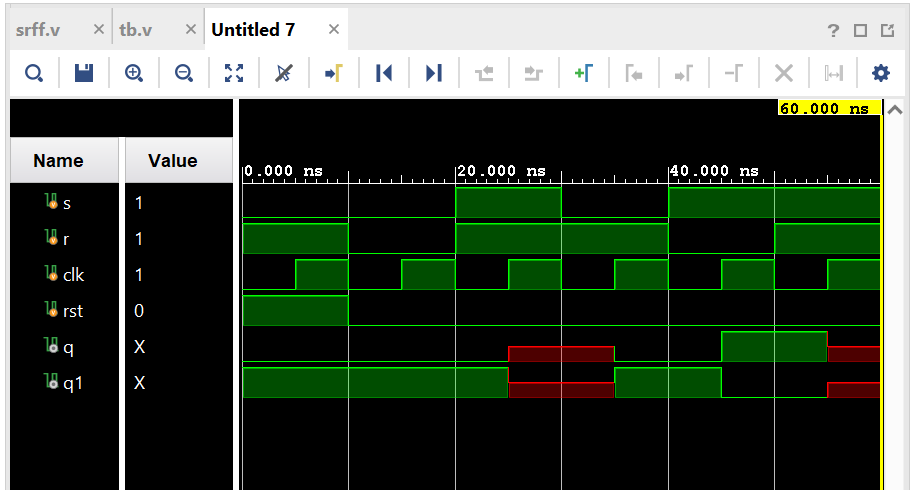 srff.v × tb.v × Untitled 7 ×
?
60.000 ns
Name Value
0.000 ns 20.000 ns 40.000 ns
s 1
r 1
clk 1
rst 0
q X
q1 X